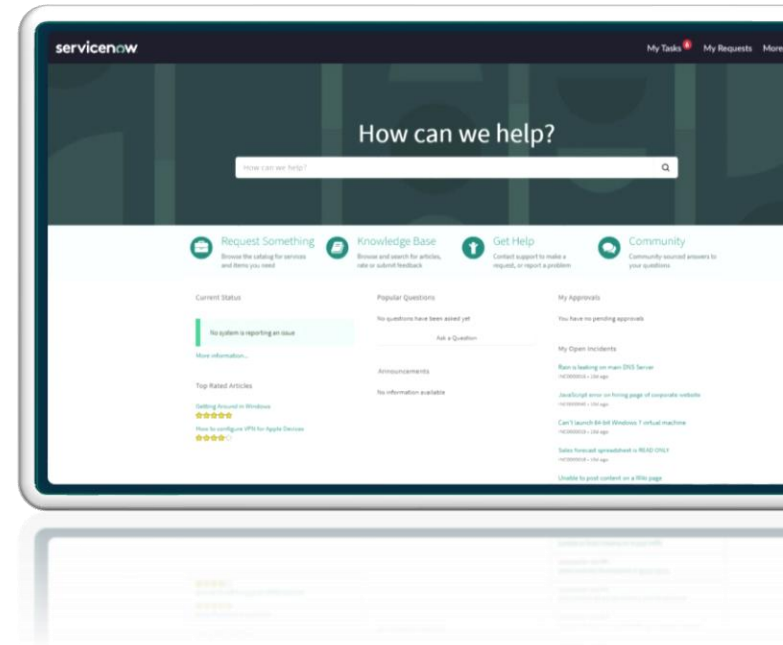 servicenow
My Tasks My Requests More
How can we help?
How can we help?
Request Something
Browse the catalog for services
and items you need
Knowledge Base
Browse and search for articles,
rate or submit feedback
Get Help
Contact support to make a
request, or report a problem
Community
Community-sourced answers to
your questions
Current Status
No system is reporting an issue
More information...
Top Rated Articles
Getting Around in Windows
How to configure VPN for Apple Devices
Popular Questions
No questions have been asked yet
Ask a Question
Announcements
No information available
My Approvals
You have no pending approvals
My Open Incidents
Rain is leaking on main DNS Server
JavaScript error on hiring page of corporate website
Can't launch 64-bit Windows 7 virtual machine
Sales forecast spreadsheet is READ ONLY
Unable to post content on a Wiki page